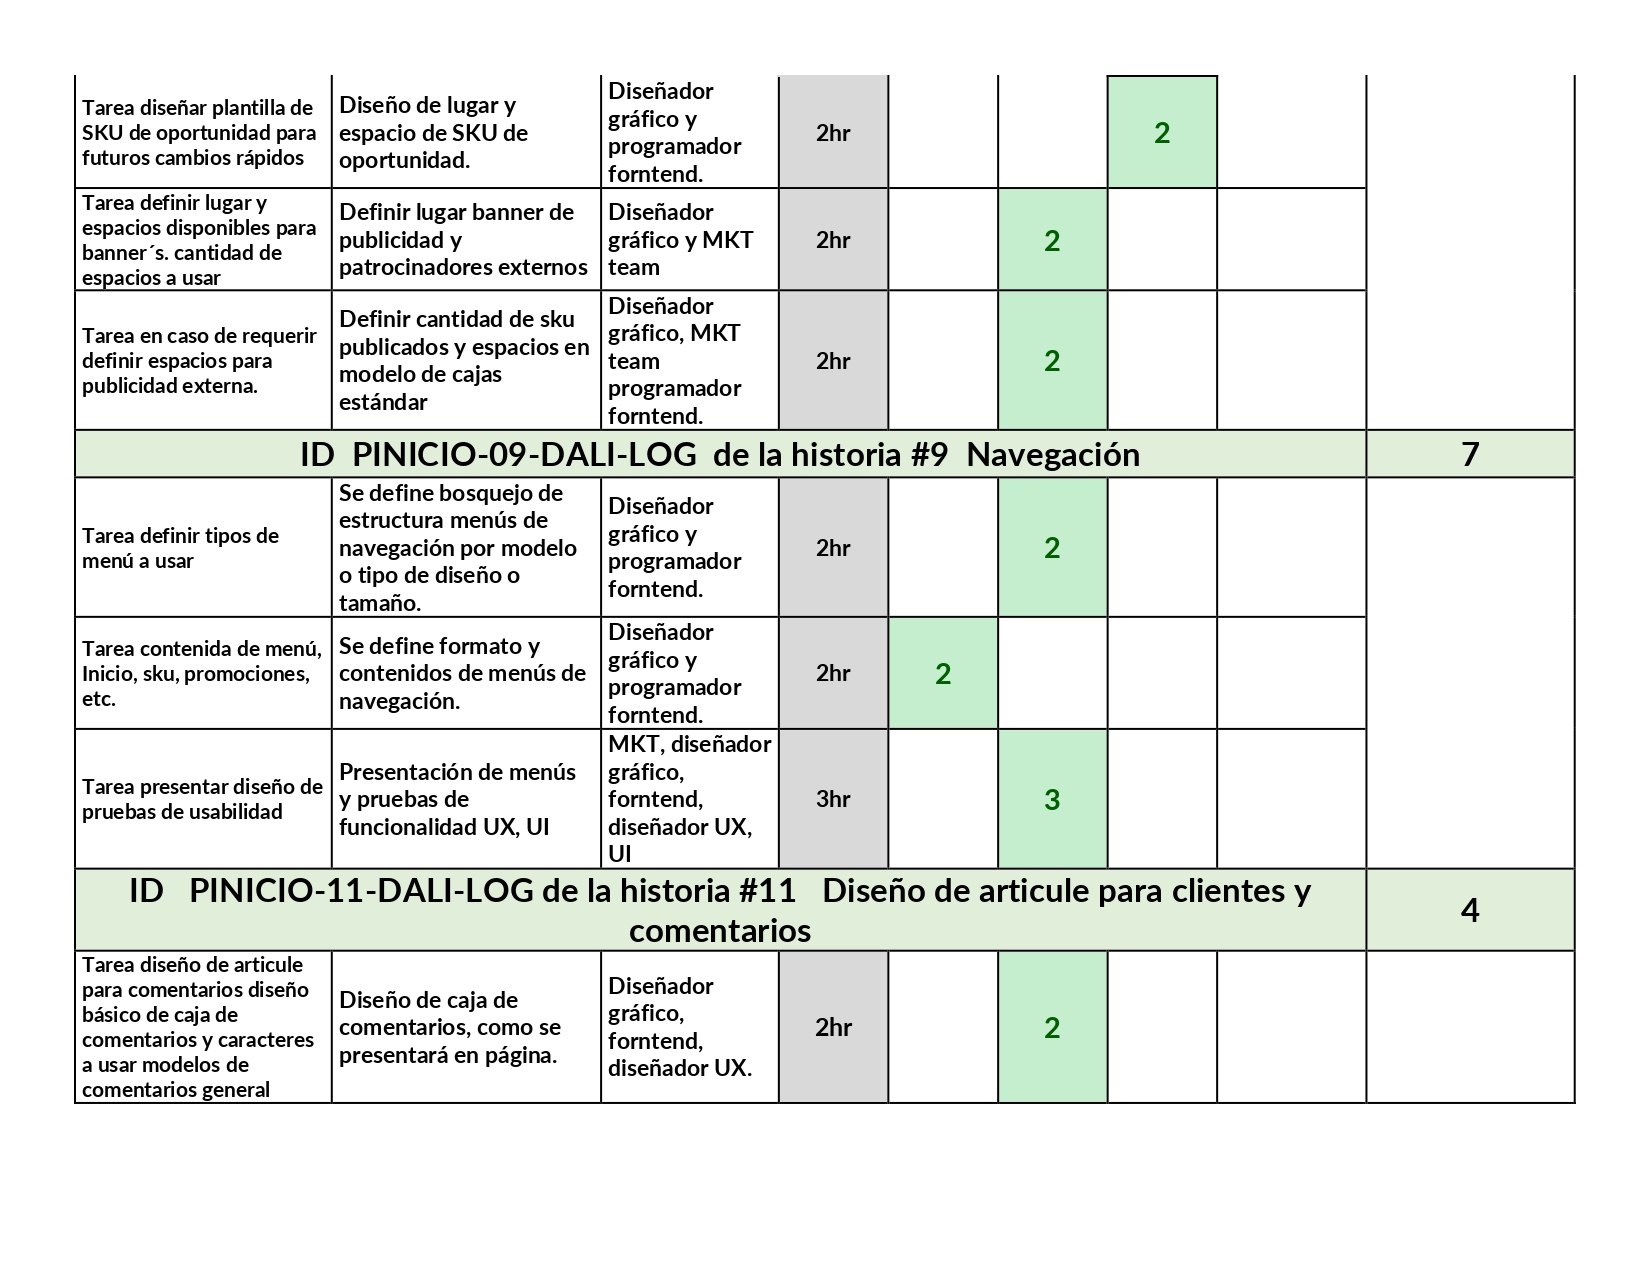 Tarea diseñar plantilla de
SKU de oportunidad para
futuros cambios rápidos
Diseño de lugar y
espacio de SKU de
oportunidad.
Diseñador
gráfico y
programador
forntend.
2hr
2
Tarea definir lugar y
espacios disponibles para
banner´s. cantidad de
espacios a usar
Definir lugar banner de
publicidad y
patrocinadores externos
Diseñador
gráfico y MKT
team
2hr
2
Tarea en caso de requerir
definir espacios para
publicidad externa.
Definir cantidad de sku
publicados y espacios en
modelo de cajas
estándar
Diseñador
gráfico, MKT
team
programador
forntend.
2hr
2
ID  PINICIO-09-DALI-LOG  de la historia #9  Navegación
7
Tarea definir tipos de
menú a usar
Se define bosquejo de
estructura menús de
navegación por modelo
o tipo de diseño o
tamaño.
Diseñador
gráfico y
programador
forntend.
2hr
2
Tarea contenida de menú,
Inicio, sku, promociones,
etc.
Se define formato y
contenidos de menús de
navegación.
Diseñador
gráfico y
programador
forntend.
2hr
2
Tarea presentar diseño de
pruebas de usabilidad
Presentación de menús
y pruebas de
funcionalidad UX, UI
MKT, diseñador
gráfico,
forntend,
diseñador UX,
UI
3hr
3
ID   PINICIO-11-DALI-LOG de la historia #11   Diseño de articule para clientes y
comentarios
4
Tarea diseño de articule
para comentarios diseño
básico de caja de
comentarios y caracteres
a usar modelos de
comentarios general
Diseño de caja de
comentarios, como se
presentará en página.
Diseñador
gráfico,
forntend,
diseñador UX.
2hr
2